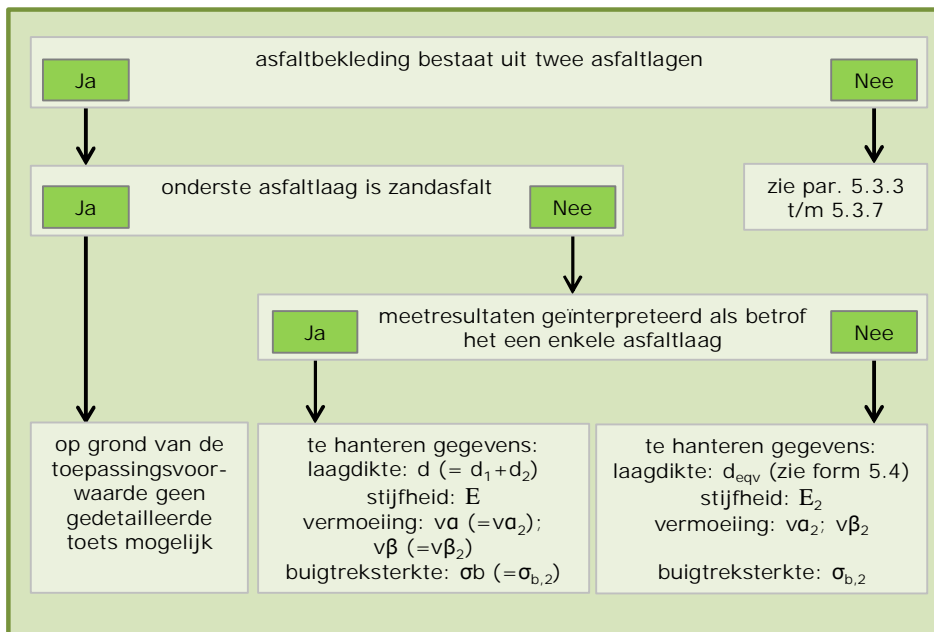 asfaltbekleding bestaat uit twee asfaltlagen
Ja
Nee
onderste asfaltlaag is zandasfalt
Ja
Nee
zie par. 5.3.3
t/m 5.3.7
meetresultaten geïnterpreteerd als betrof
het een enkele asfaltlaag
Ja
Nee
op grond van de
toepassingsvoor-
waarde geen
gedetailleerde
toets mogelijk
te hanteren gegevens:
laagdikte: d (= d₁+d₂)
stijfheid: E
vermoeiing: vα (=vα₂);
vβ (=vβ₂)
buigtreksterkte: σb (=σb,₂)
te hanteren gegevens:
laagdikte: deqv (zie form 5.4)
stijfheid: E₂
vermoeiing: vα₂; vβ₂
buigtreksterkte: σb,₂